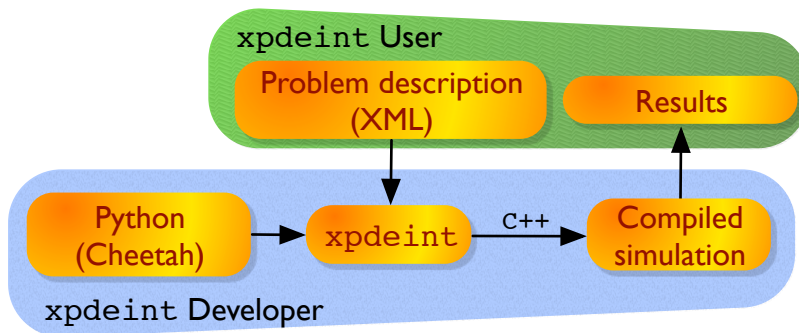 xpdeint User
Problem description
(XML)
Results
Python
(Cheetah)
xpdeint
C++
Compiled
simulation
xpdeint Developer